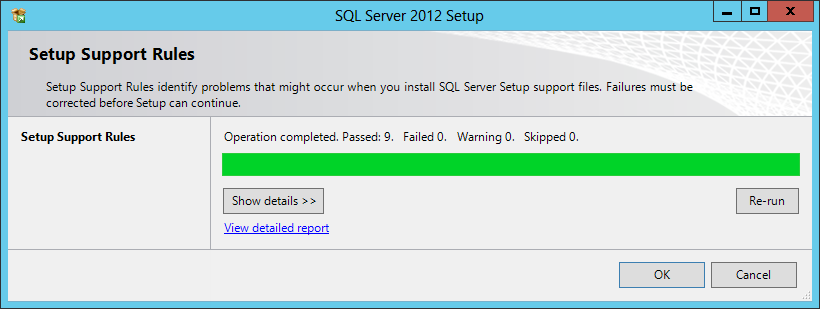 SQL Server 2012 Setup
Setup Support Rules
Setup Support Rules identify problems that might occur when you install SQL Server Setup support files. Failures must be
corrected before Setup can continue.
Setup Support Rules
Operation completed. Passed: 9.   Failed 0.   Warning 0.   Skipped 0.
Show details >>
Re-run
View detailed report
OK
Cancel